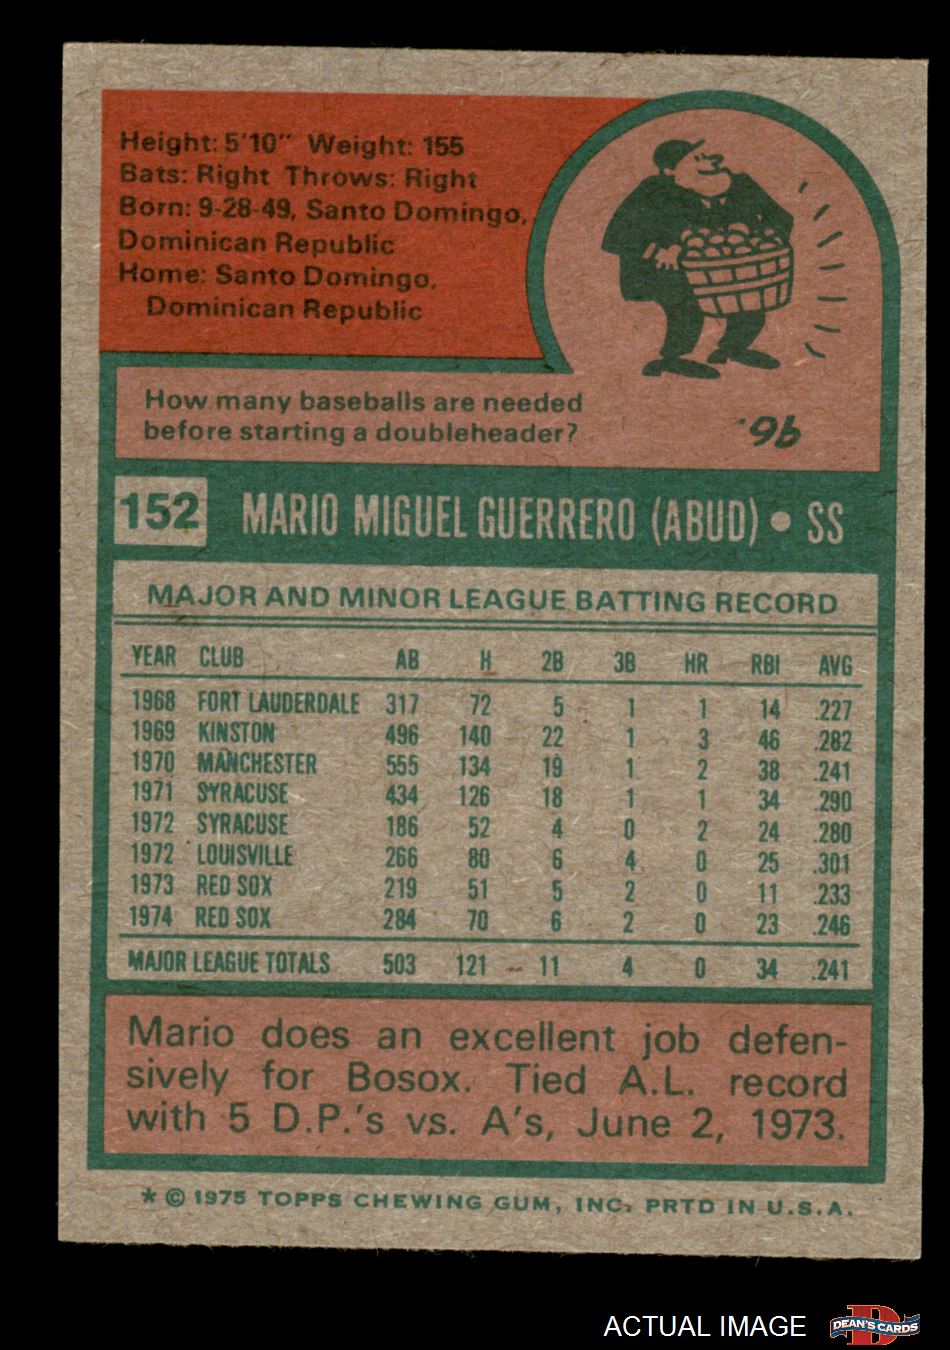 Height: 5'10" Weight: 155
Bats: Right Throws: Right
Born: 9-28-49, Santo Domingo,
Dominican Republic
Home: Santo Domingo,
Dominican Republic
How many baseballs are needed
before starting a doubleheader?
96.
152 MARIO MIGUEL GUERRERO (ABUD) • SS
MAJOR AND MINOR LEAGUE BATTING RECORD
YEAR CLUB AB H 2B 3B HR RBI AVG
1968 FORT LAUDERDALE 317 72 5 1 1 14 .227
1969 KINSTON 496 140 22 1 3 46 .282
1970 MANCHESTER 555 134 19 1 2 38 .241
1971 SYRACUSE 434 126 18 1 1 34 .290
1972 SYRACUSE 186 52 4 0 2 24 .280
1972 LOUISVILLE 266 80 6 4 0 25 .301
1973 RED SOX 219 51 5 2 0 11 .233
1974 RED SOX 284 70 6 2 0 23 .246
MAJOR LEAGUE TOTALS 503 121 11 4 0 34 .241
Mario does an excellent job defen-
sively for Bosox. Tied A.L. record
with 5 D.P.'s vs. A's, June 2, 1973.
* © 1975 TOPPS CHEWING GUM, INC. PRTD IN U.S.A.
ACTUAL IMAGE
DEAN'S CARDS